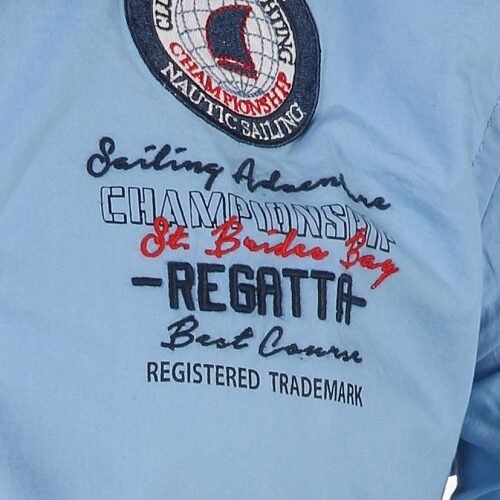 CHAMPIONSHIP
NAUTIC SAILING
Sailing Adventure
CHAMPIONSHIP
St. Brides Bay
-REGATTA-
Best Course
REGISTERED TRADEMARK